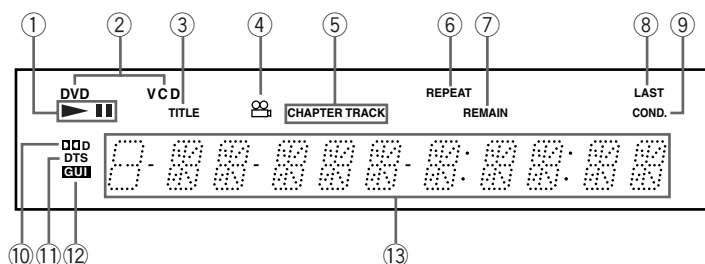 ① ② ③ ④ ⑤ ⑥ ⑦ ⑧ ⑨
DVD VCD REPEAT LAST
TITLE CHAPTER TRACK REMAIN COND.
D
DTS
GUI
⑩ ⑪ ⑫ ⑬